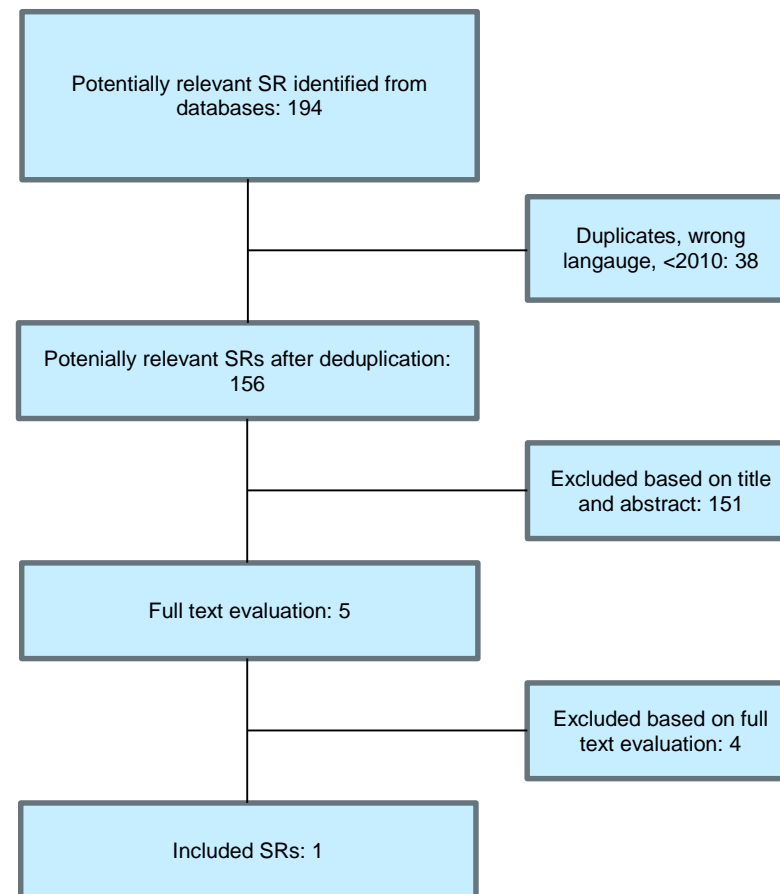 Potentially relevant SR identified from
databases: 194
Duplicates, wrong
langauge, <2010: 38
Potenially relevant SRs after deduplication:
156
Excluded based on title
and abstract: 151
Full text evaluation: 5
Excluded based on full
text evaluation: 4
Included SRs: 1